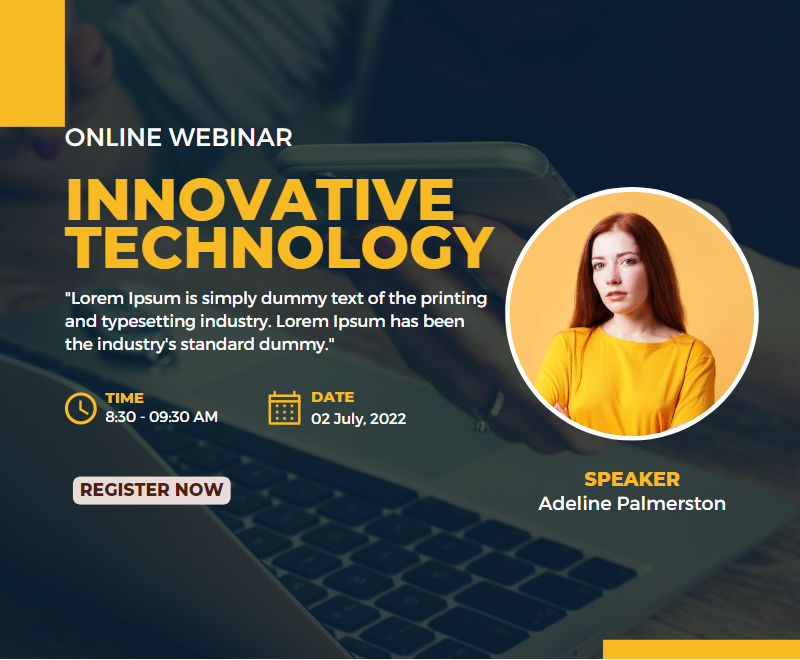 ONLINE WEBINAR
INNOVATIVE
TECHNOLOGY
"Lorem Ipsum is simply dummy text of the printing
and typesetting industry. Lorem Ipsum has been
the industry's standard dummy."
TIME
8:30 - 09:30 AM
DATE
02 July, 2022
REGISTER NOW
SPEAKER
Adeline Palmerston